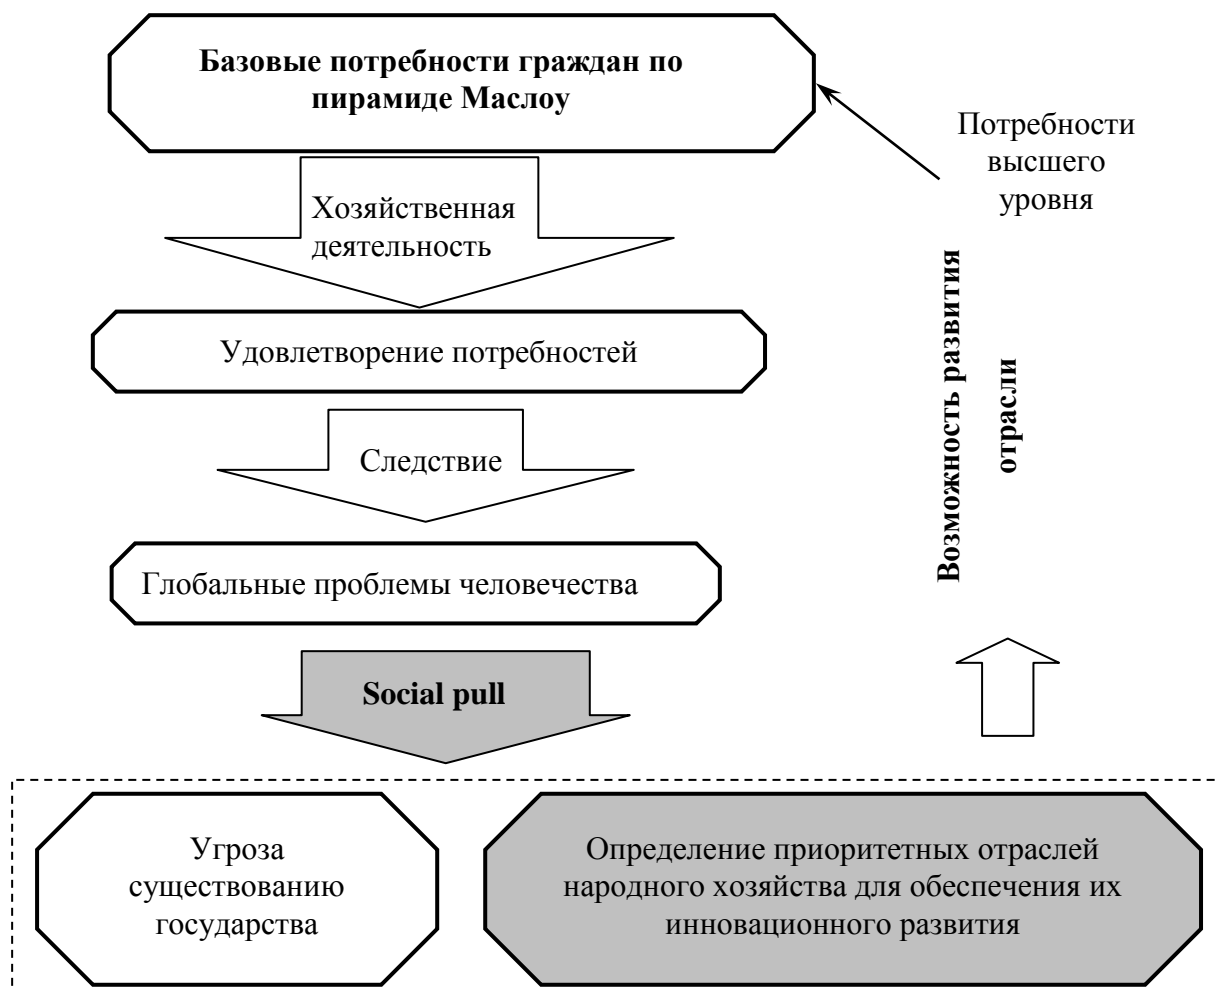 Базовые потребности граждан по
пирамиде Маслоу
Потребности
высшего
уровня
Хозяйственная
деятельность
Удовлетворение потребностей
Возможность развития
отрасли
Следствие
Глобальные проблемы человечества
Social pull
Угроза
существованию
государства
Определение приоритетных отраслей
народного хозяйства для обеспечения их
инновационного развития